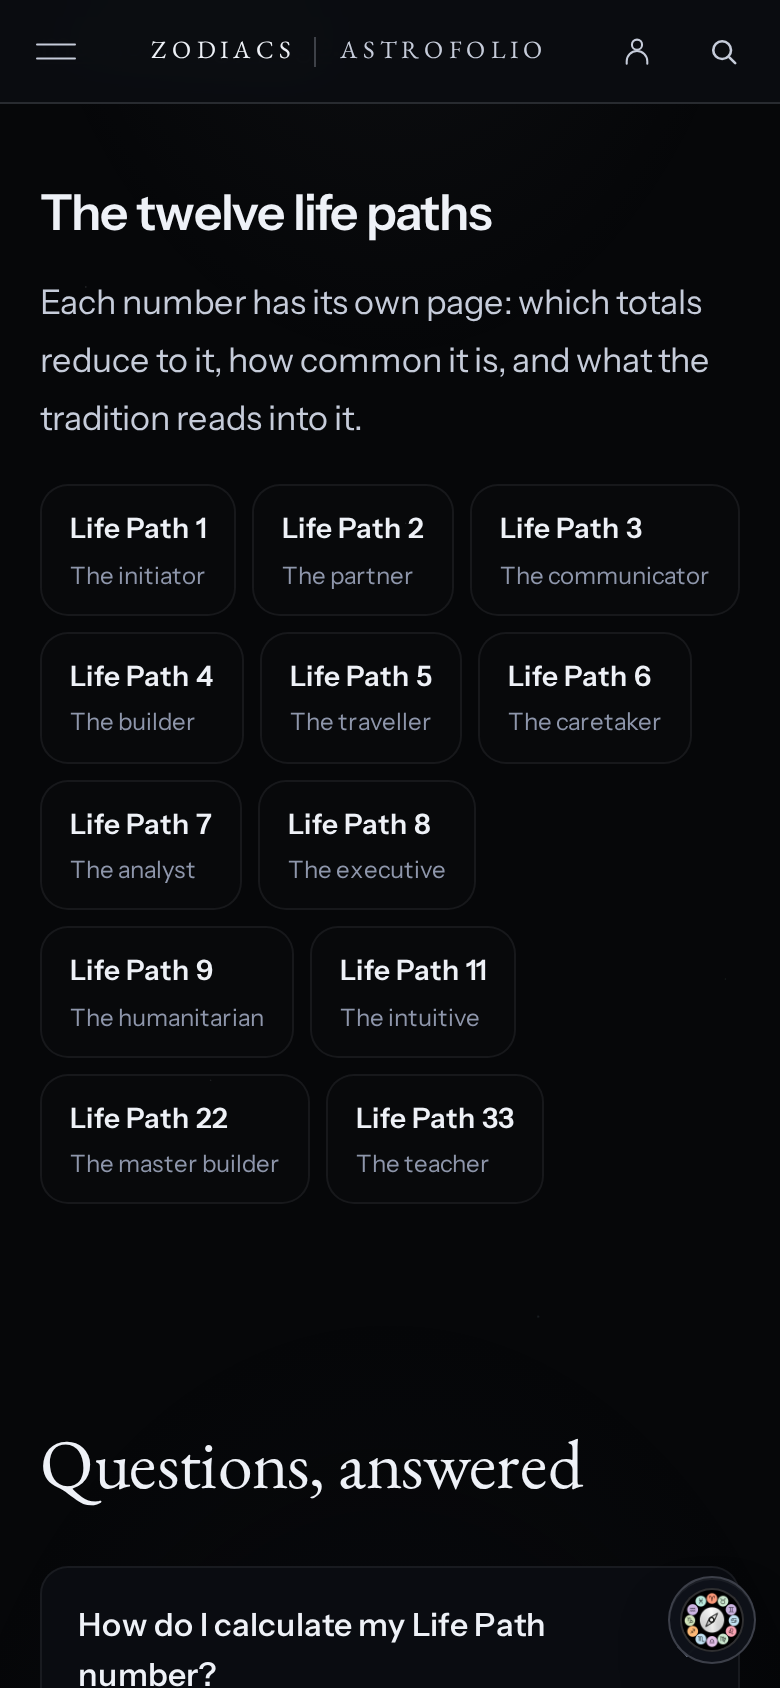 ZODIACS | ASTROFOLIO
The twelve life paths
Each number has its own page: which totals
reduce to it, how common it is, and what the
tradition reads into it.
Life Path 1
The initiator
Life Path 2
The partner
Life Path 3
The communicator
Life Path 4
The builder
Life Path 5
The traveller
Life Path 6
The caretaker
Life Path 7
The analyst
Life Path 8
The executive
Life Path 9
The humanitarian
Life Path 11
The intuitive
Life Path 22
The master builder
Life Path 33
The teacher
Questions, answered
How do I calculate my Life Path
number?